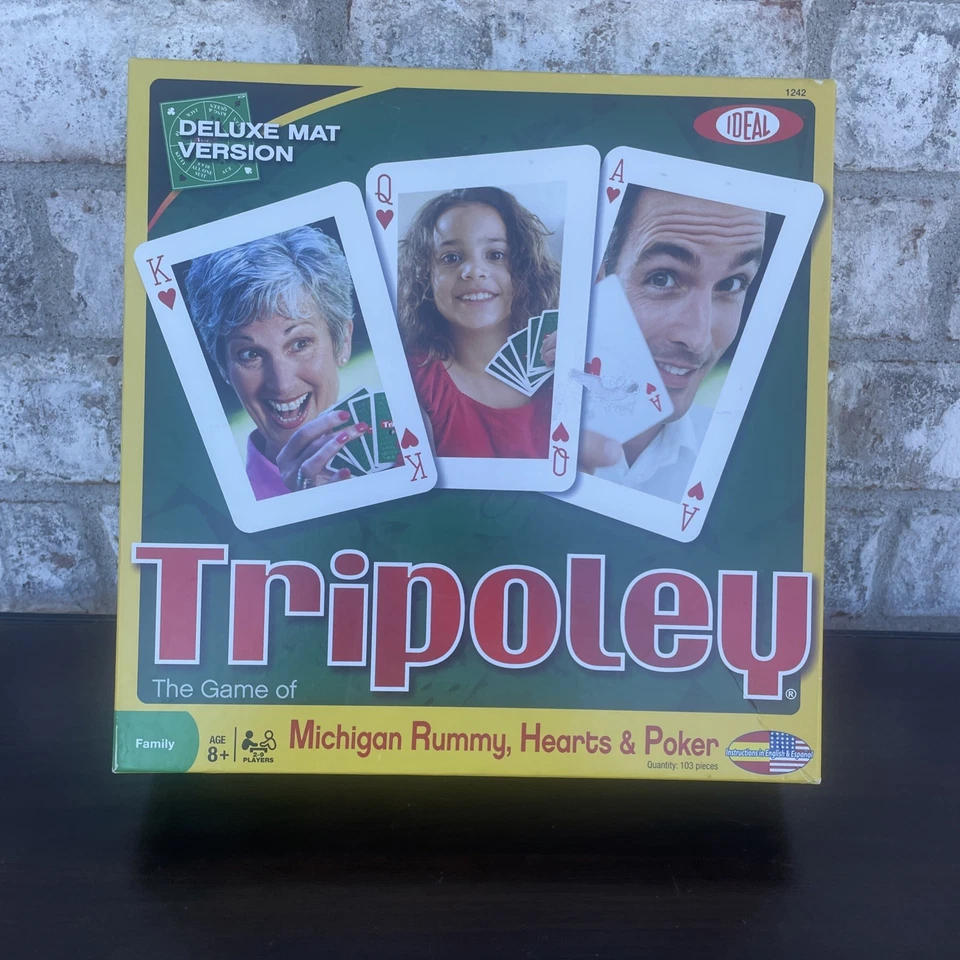 1242
IDEAL
DELUXE MAT
VERSION
K
Q
A
A
K
Q
A
Tripoley®
The Game of
Michigan Rummy, Hearts & Poker
Family
AGE
8+
2-9
PLAYERS
Quantity: 103 pieces
Instructions in English & Español